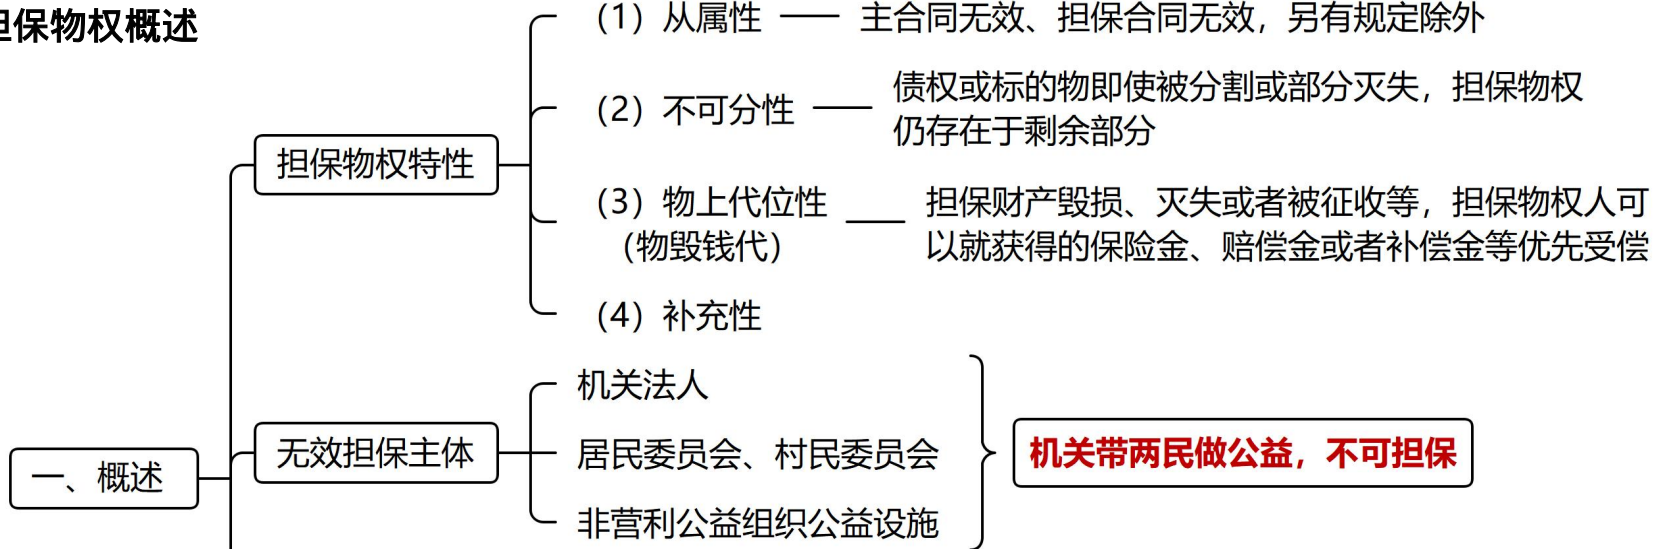 担保物权概述
(1) 从属性 主合同无效、担保合同无效，另有规定除外
(2) 不可分性 债权或标的物即使被分割或部分灭失，担保物权
仍存在于剩余部分
担保物权特性
(3) 物上代位性 担保财产毁损、灭失或者被征收等，担保物权人可
(物毁钱代) 以就获得的保险金、赔偿金或者补偿金等优先受偿
(4) 补充性
机关法人
无效担保主体
居民委员会、村民委员会
机关带两民做公益，不可担保
一、概述
非营利公益组织公益设施